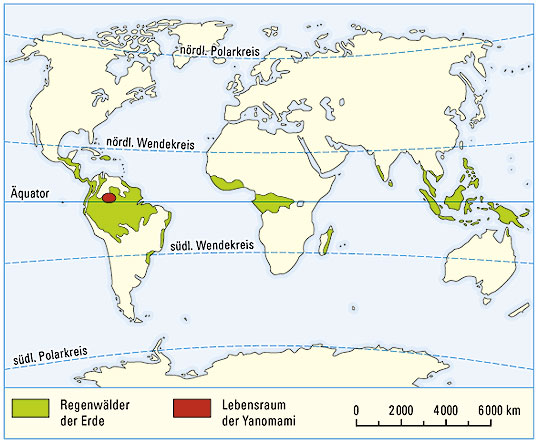 nördl. Polarkreis
nördl. Wendekreis
Äquator
südl. Wendekreis
südl. Polarkreis
Regenwälder
der Erde
Lebensraum
der Yanomami
0 2000 4000 6000 km